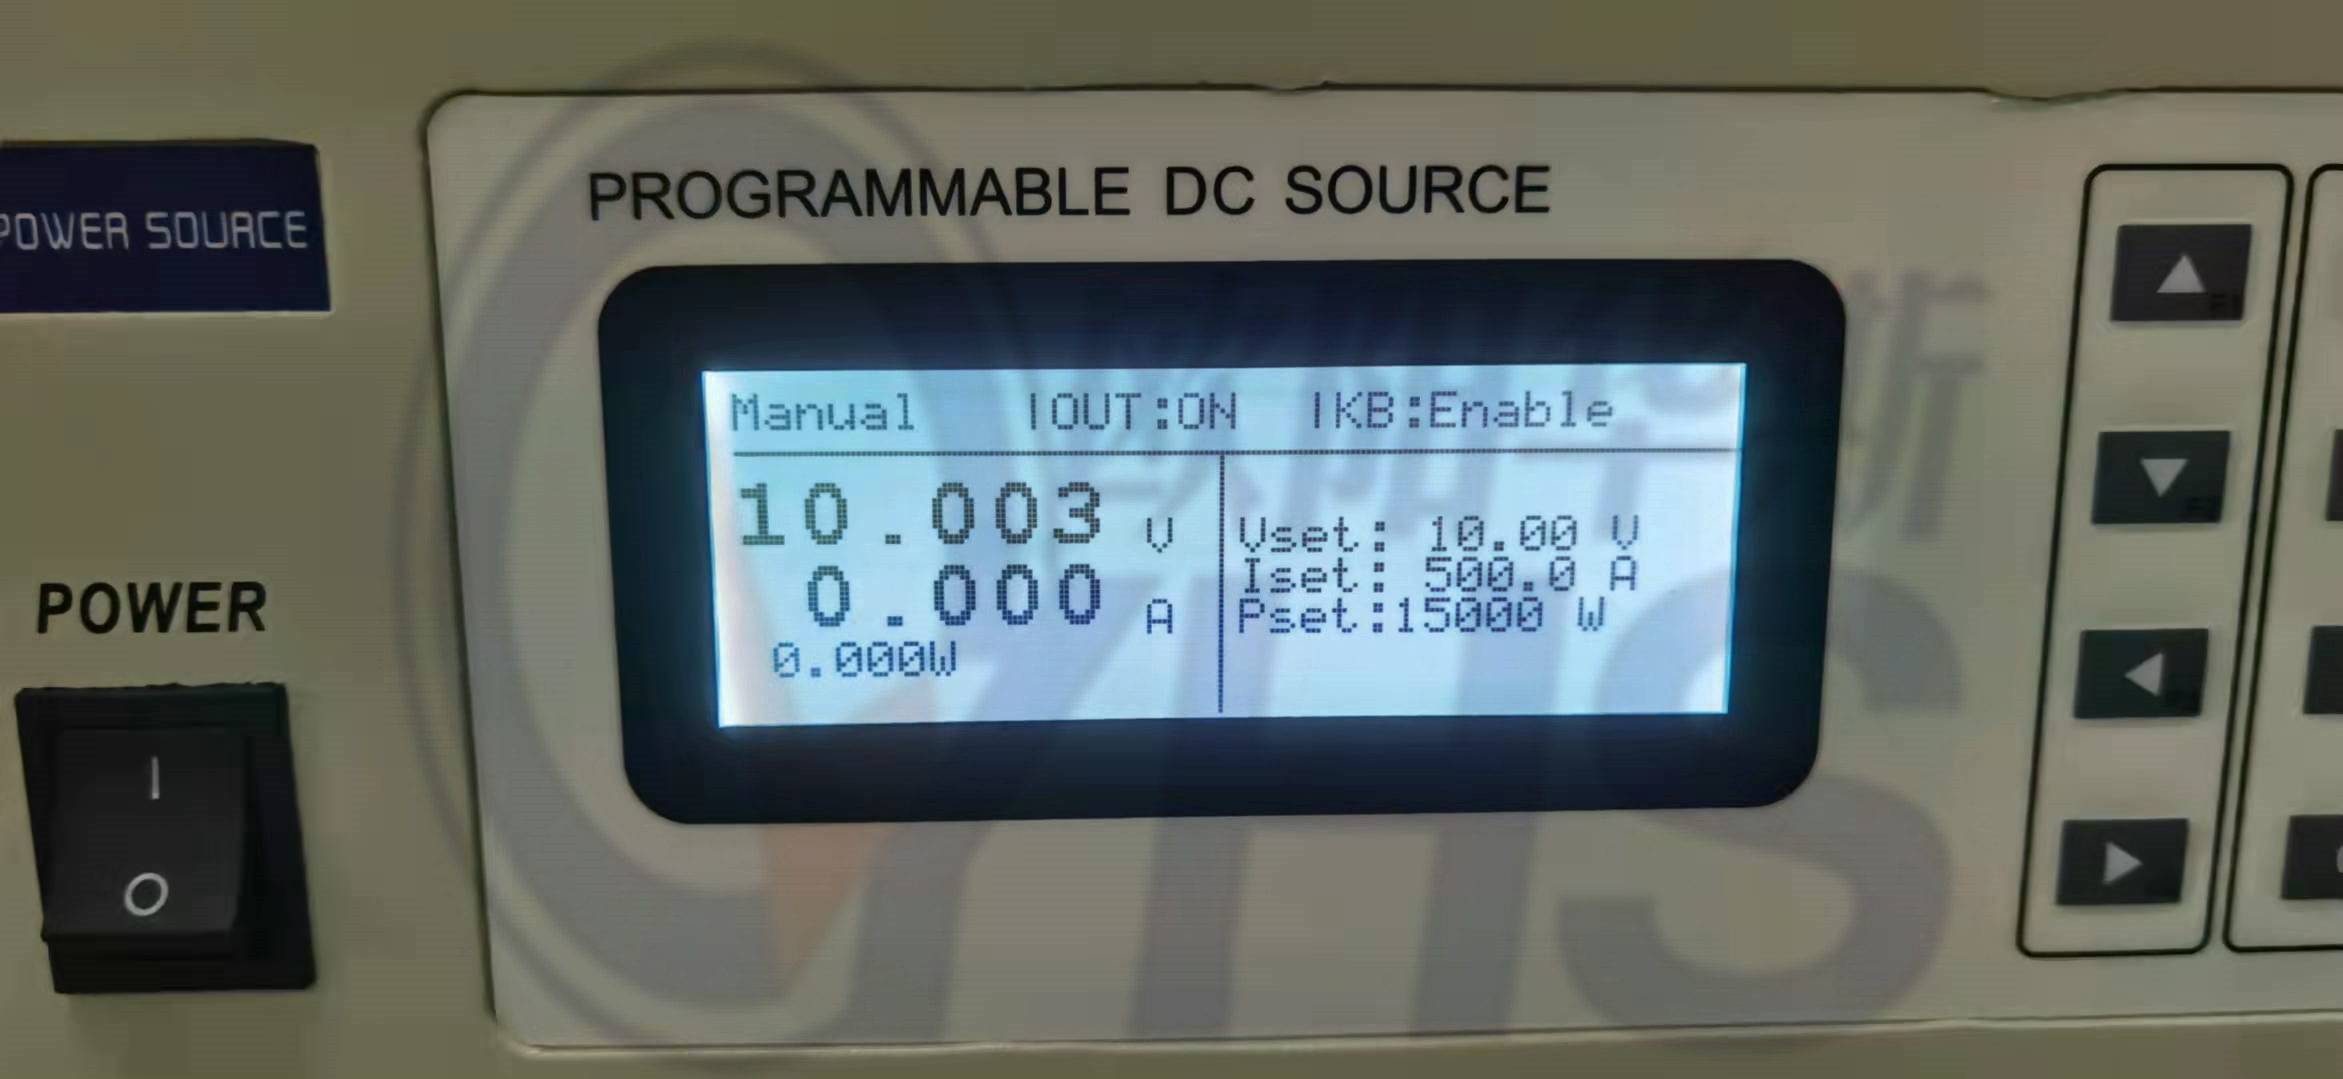 POWER SOURCE
PROGRAMMABLE DC SOURCE
Manual |OUT:ON |KB:Enable
10.003 V
0.000 A
0.000W
Vset: 10.00 V
Iset: 500.0 A
Pset:15000 W
POWER
I
O